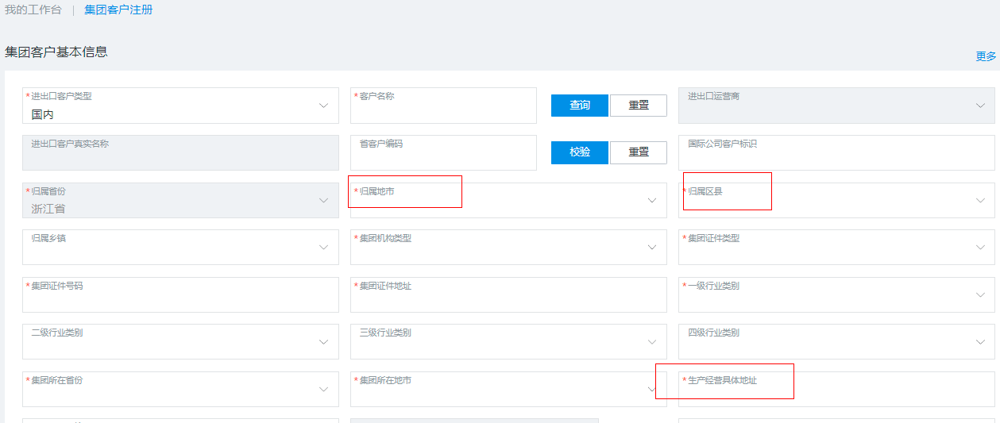 我的工作台 | 集团客户注册
集团客户基本信息
更多
*进出口客户类型
国内
*客户名称
查询
重置
进出口运营商
进出口客户真实名称
省客户编码
校验
重置
国际公司客户标识
*归属省份
浙江省
*归属地市
*归属区县
归属乡镇
*集团机构类型
*集团证件类型
*集团证件号码
*集团证件地址
*一级行业类别
二级行业类别
三级行业类别
四级行业类别
*集团所在省份
*集团所在地市
*生产经营具体地址